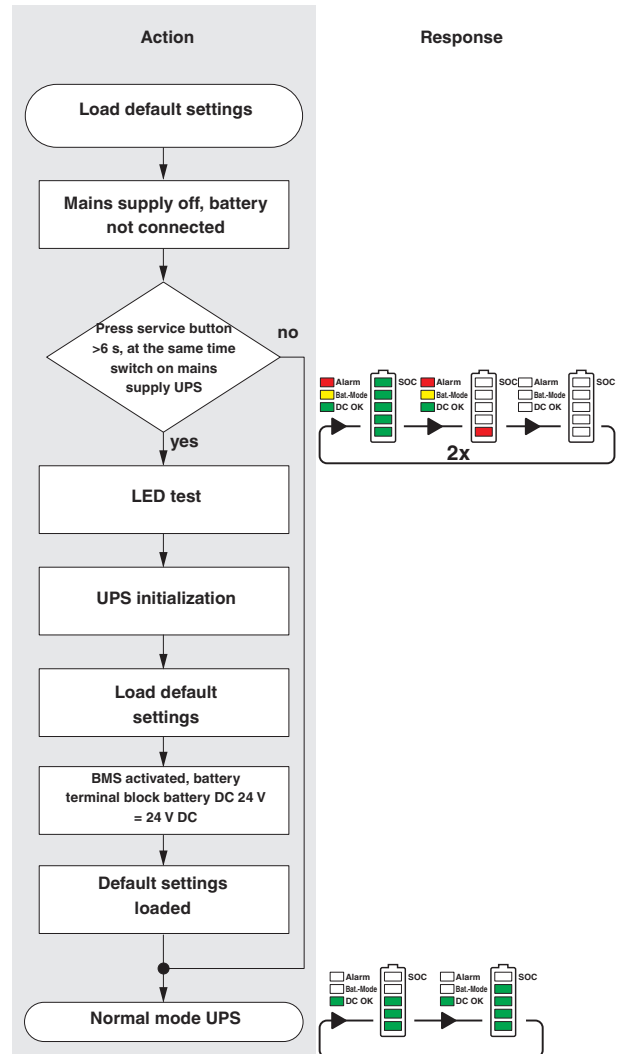 Action
Response
Load default settings
Mains supply off, battery
not connected
Press service button
>6 s, at the same time
switch on mains
supply UPS
no
yes
Alarm
Bat.-Mode
DC OK
SOC
Alarm
Bat.-Mode
DC OK
SOC
Alarm
Bat.-Mode
DC OK
SOC
2x
LED test
UPS initialization
Load default
settings
BMS activated, battery
terminal block battery DC 24 V
= 24 V DC
Default settings
loaded
Normal mode UPS
Alarm
Bat.-Mode
DC OK
SOC
Alarm
Bat.-Mode
DC OK
SOC